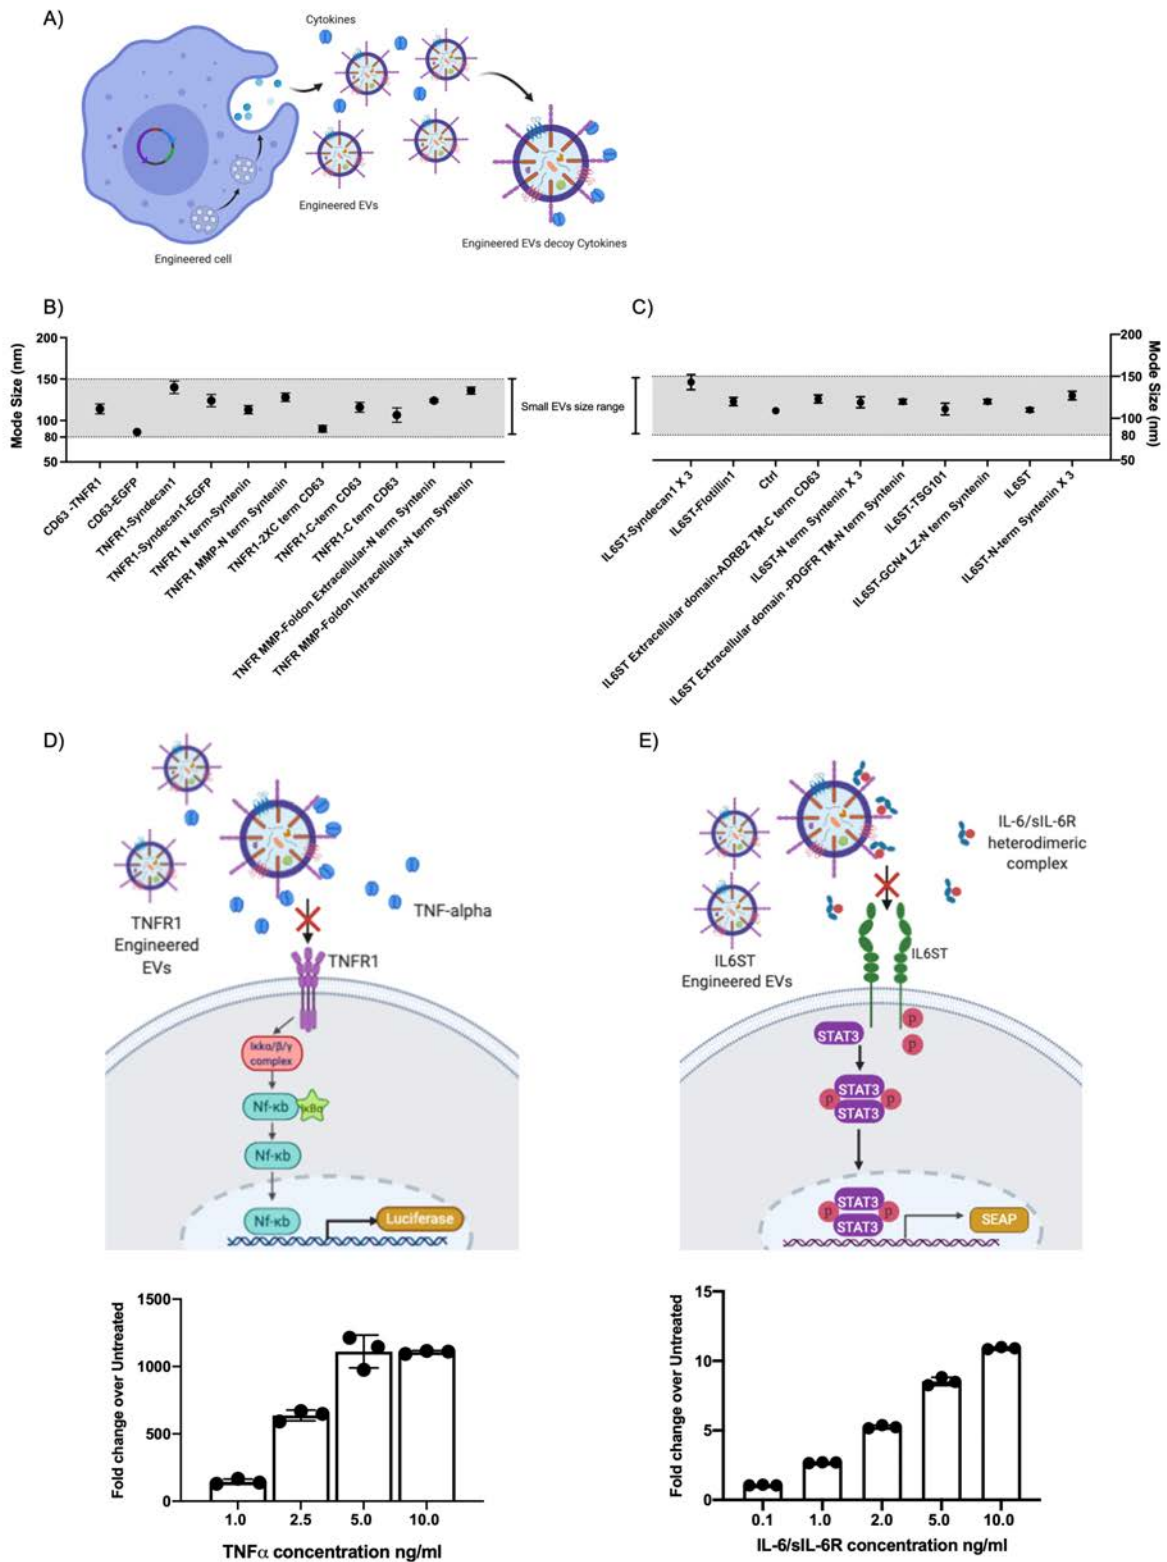 A)
Cytokines
Engineered EVs
Engineered cell
Engineered EVs decoy Cytokines
B)
Mode Size (nm)
200
150
100
80
50
Small EVs size range
CD63 -TNFR1
CD63-EGFP
TNFR1-Syndecan1
TNFR1-Syndecan1-EGFP
TNFR1 N term-Syntenin
TNFR1 MMP-N term Syntenin
TNFR1-2XC term CD63
TNFR1-C-term CD63
TNFR1-C term CD63
TNFR MMP-Foldon Extracellular-N term Syntenin
TNFR MMP-Foldon Intracellular-N term Syntenin
C)
200
150
100
80
50
Mode Size (nm)
IL6ST-Syndecan1 X 3
IL6ST-Flotillin1
Ctrl
IL6ST Extracellular domain-ADRB2 TM-C term CD63
IL6ST-N term Syntenin X 3
IL6ST Extracellular domain -PDGFR TM-N term Syntenin
IL6ST-TSG101
IL6ST-GCN4 LZ-N term Syntenin
IL6ST
IL6ST-N-term Syntenin X 3
D)
TNFR1
Engineered
EVs
TNF-alpha
TNFR1
Ikkα/β/γ
complex
Nf-κb
IκBα
Nf-κb
Nf-κb
Luciferase
Fold change over Untreated
1500
1000
500
0
1.0 2.5 5.0 10.0
TNFα concentration ng/ml
E)
IL-6/sIL-6R
heterodimeric
complex
IL6ST
Engineered EVs
IL6ST
STAT3
p
p
p
STAT3
STAT3
p
p
STAT3
STAT3
p
SEAP
Fold change over Untreated
15
10
5
0
0.1 1.0 2.0 5.0 10.0
IL-6/sIL-6R concentration ng/ml